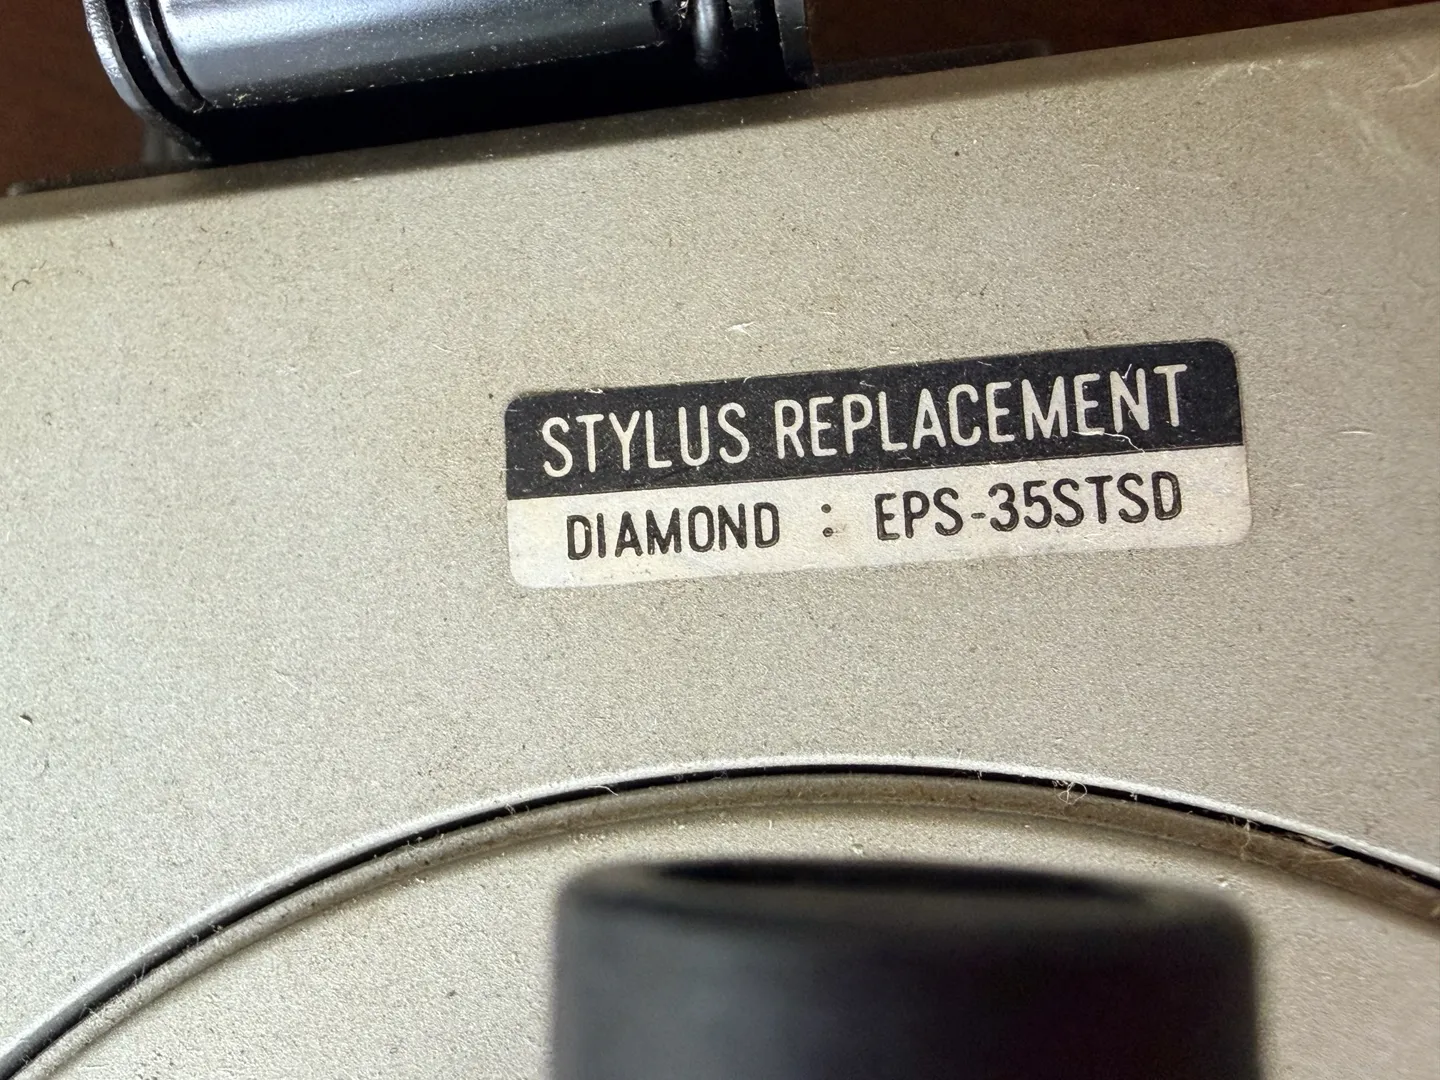 STYLUS REPLACEMENT
DIAMOND : EPS-35STSD